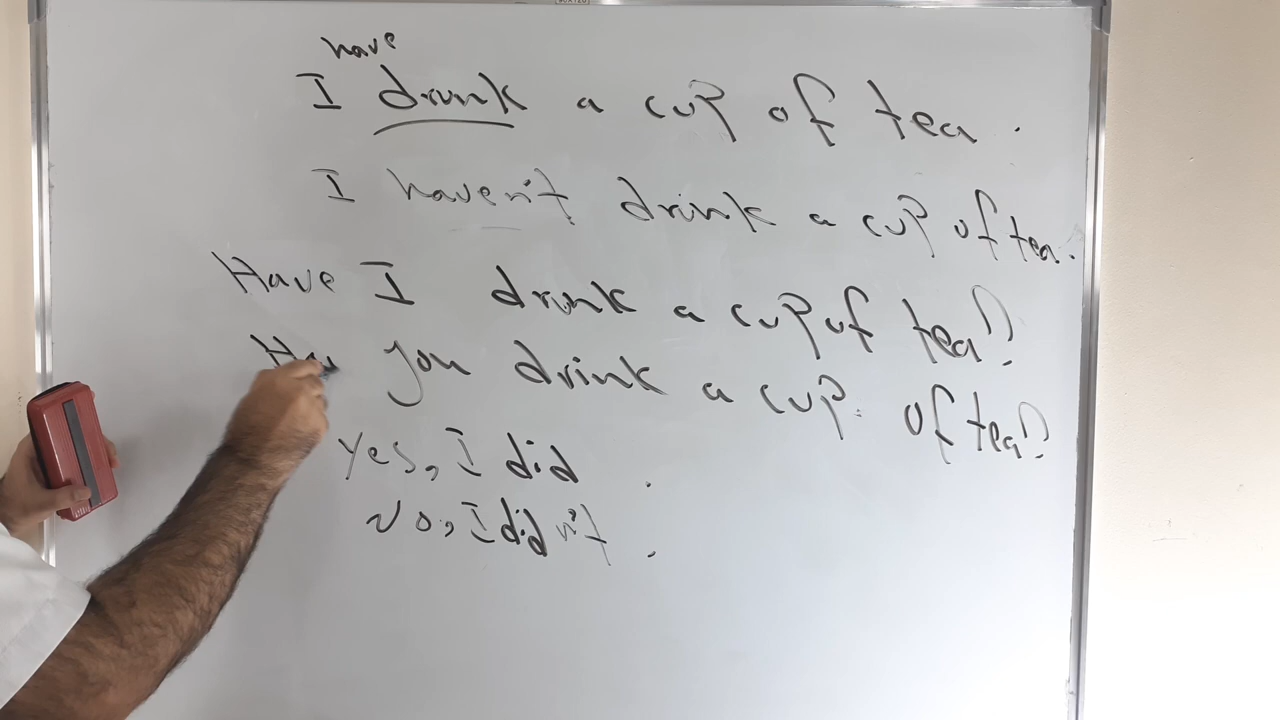 have
I drunk a cup of tea.
I haven't drink a cup of tea.
Have I drunk a cup of tea?
Hav you drink a cup of tea?
Yes, I did.
No, I didn't.